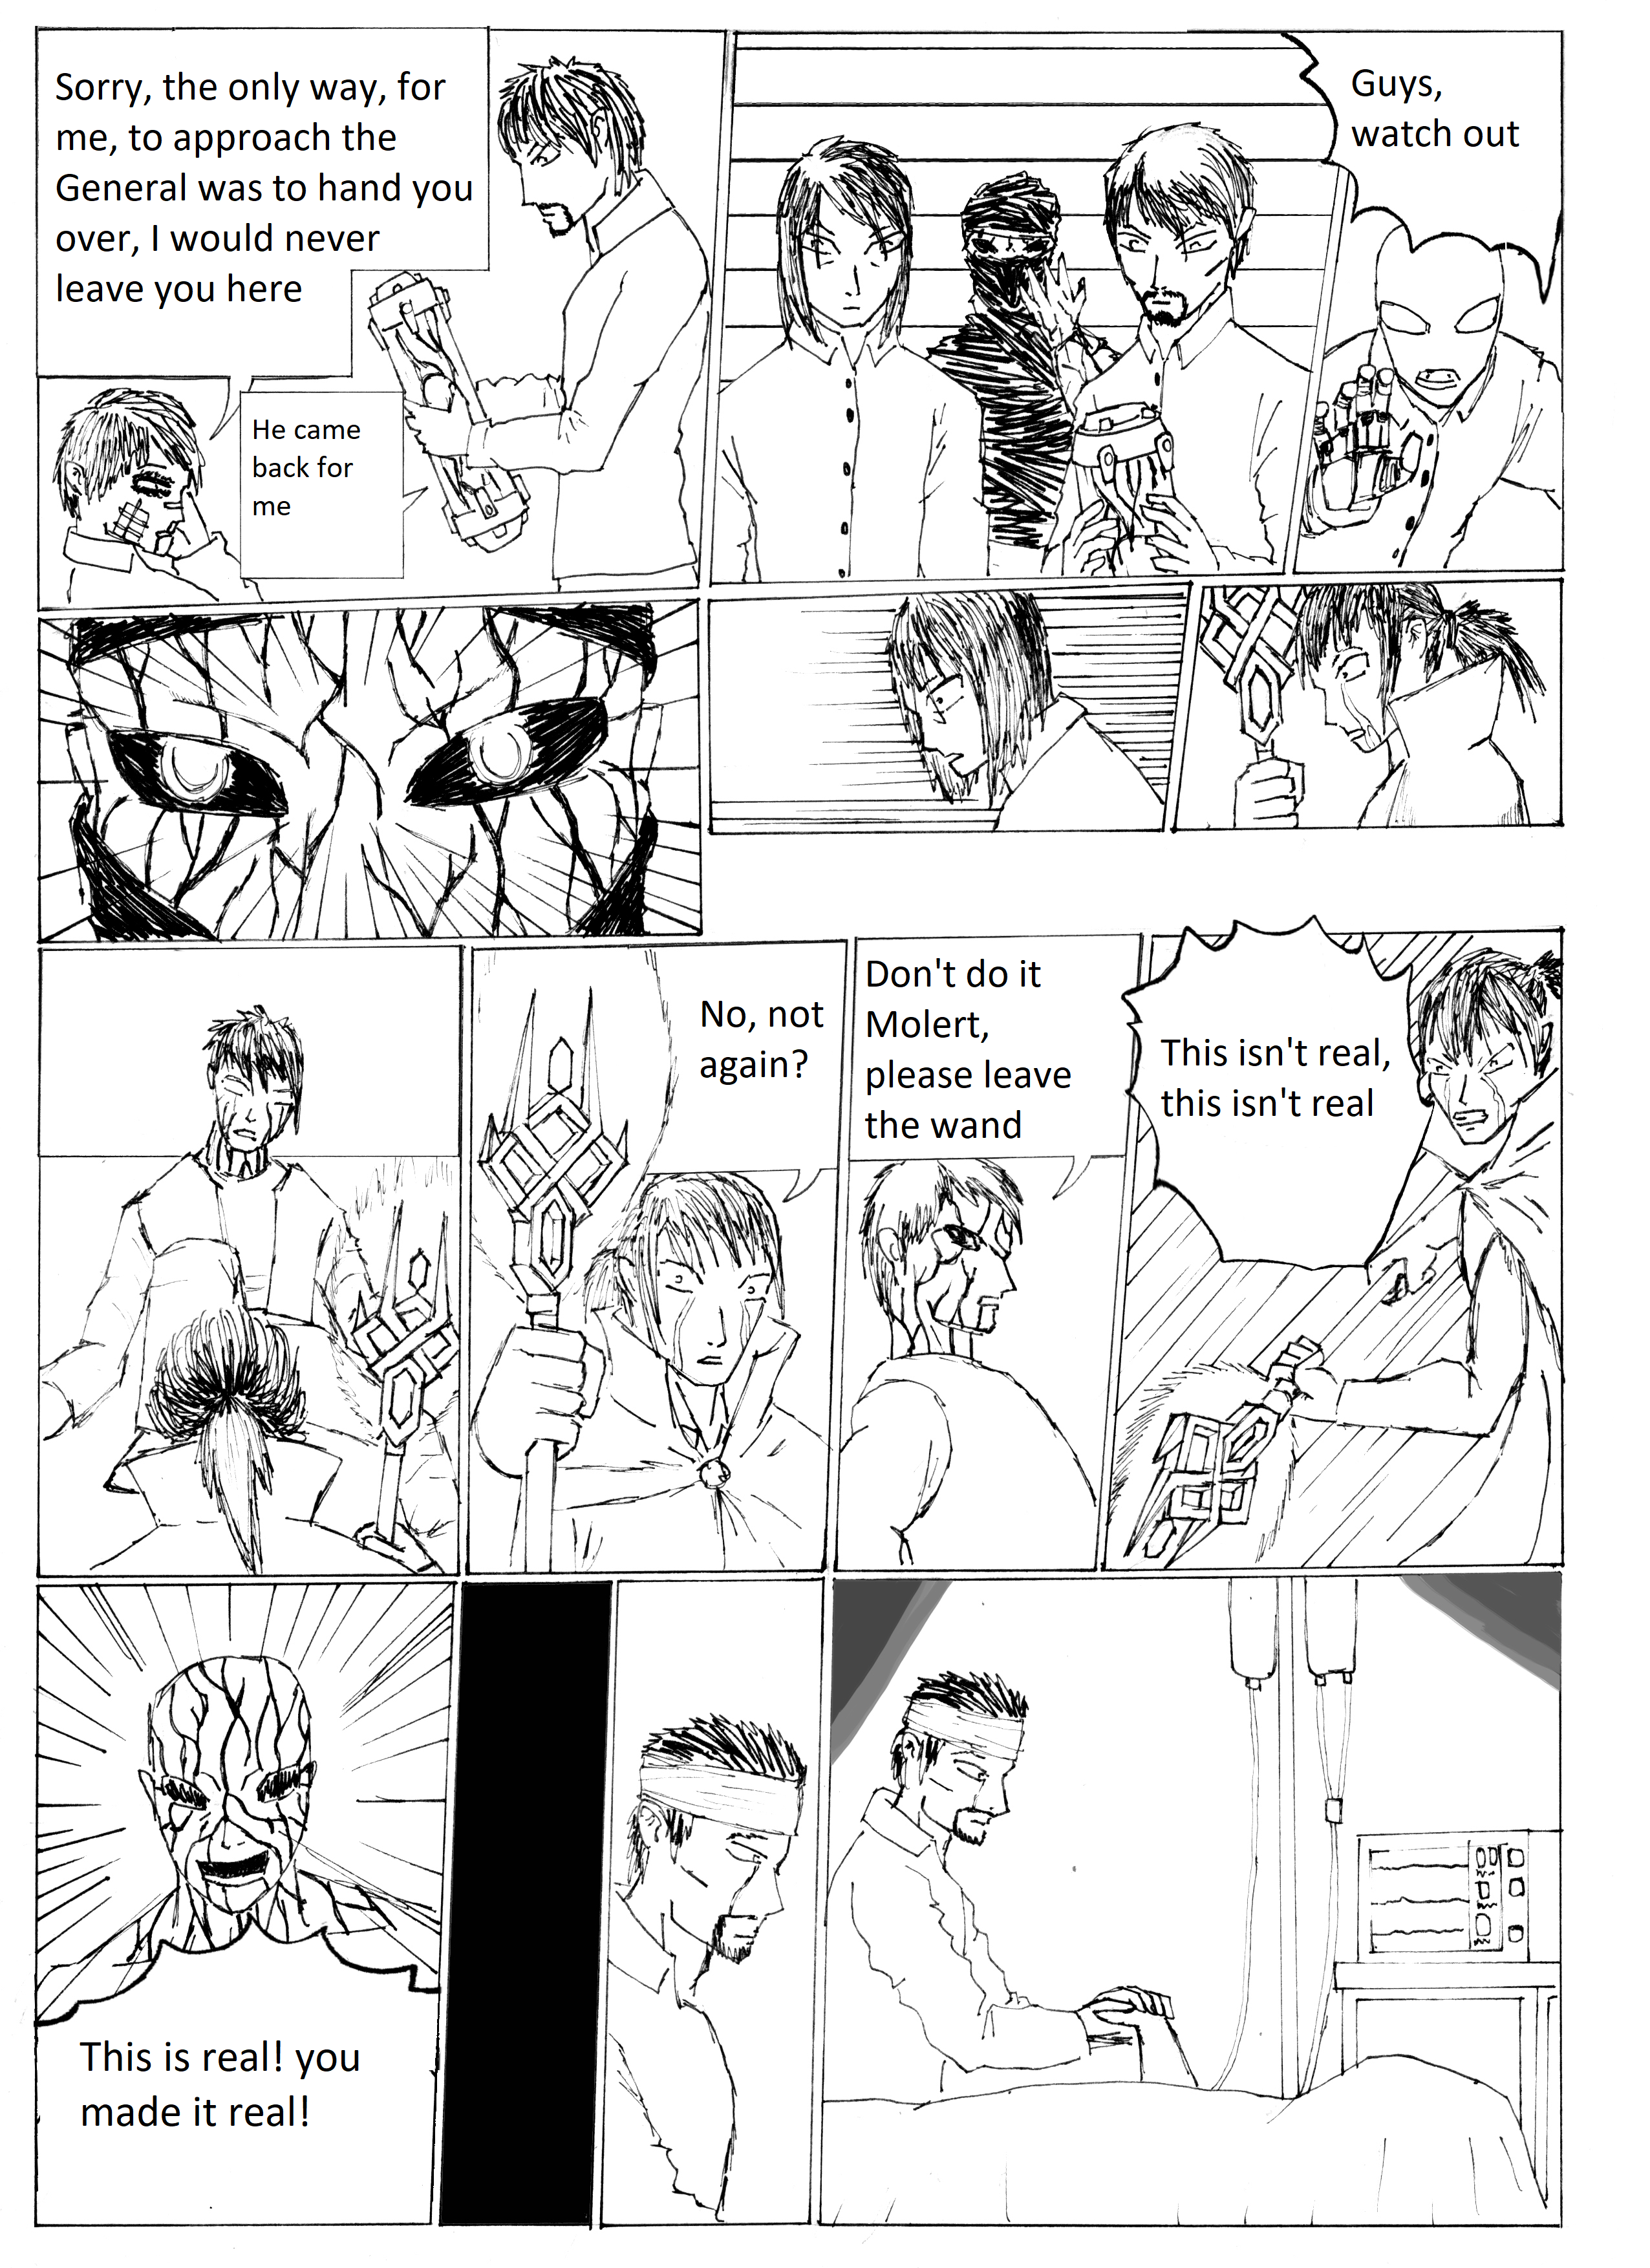 Sorry, the only way, for
me, to approach the
General was to hand you
over, I would never
leave you here
He came
back for
me
Guys,
watch out
No, not
again?
Don't do it
Molert,
please leave
the wand
This isn't real,
this isn't real
This is real! you
made it real!